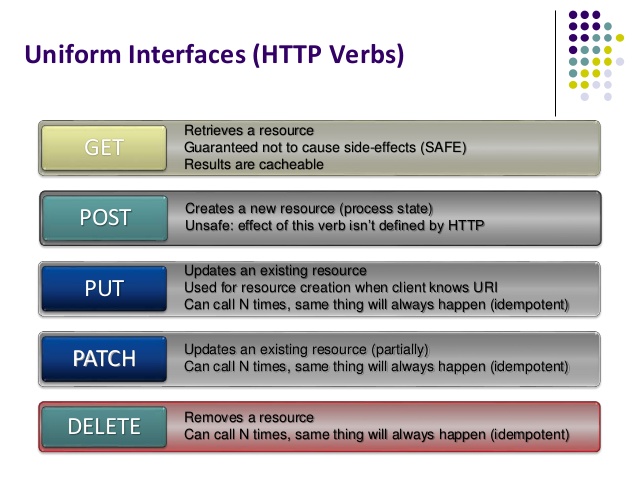 Uniform Interfaces (HTTP Verbs)
GET
Retrieves a resource
Guaranteed not to cause side-effects (SAFE)
Results are cacheable
POST
Creates a new resource (process state)
Unsafe: effect of this verb isn't defined by HTTP
PUT
Updates an existing resource
Used for resource creation when client knows URI
Can call N times, same thing will always happen (idempotent)
PATCH
Updates an existing resource (partially)
Can call N times, same thing will always happen (idempotent)
DELETE
Removes a resource
Can call N times, same thing will always happen (idempotent)